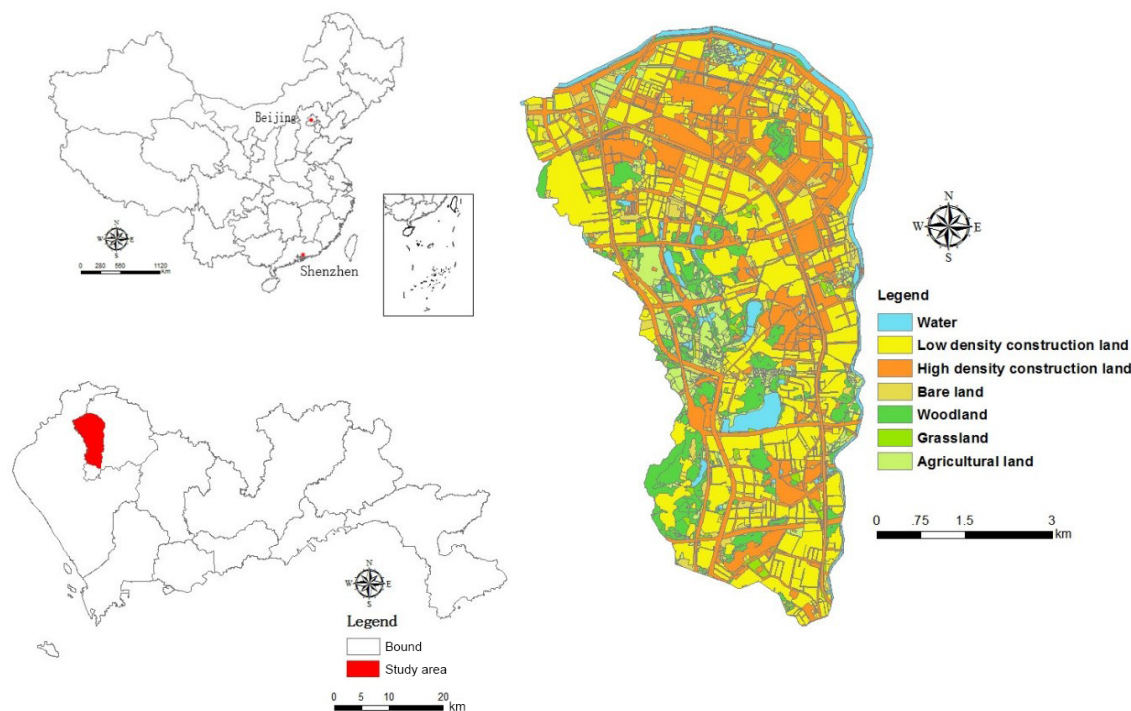 Beijing
Shenzhen
N
W E
S
0 280 560 1120
km
N
W E
S
Legend
Water
Low density construction land
High density construction land
Bare land
Woodland
Grassland
Agricultural land
0 .75 1.5 3
km
N
W E
S
Legend
Bound
Study area
0 5 10 20
km